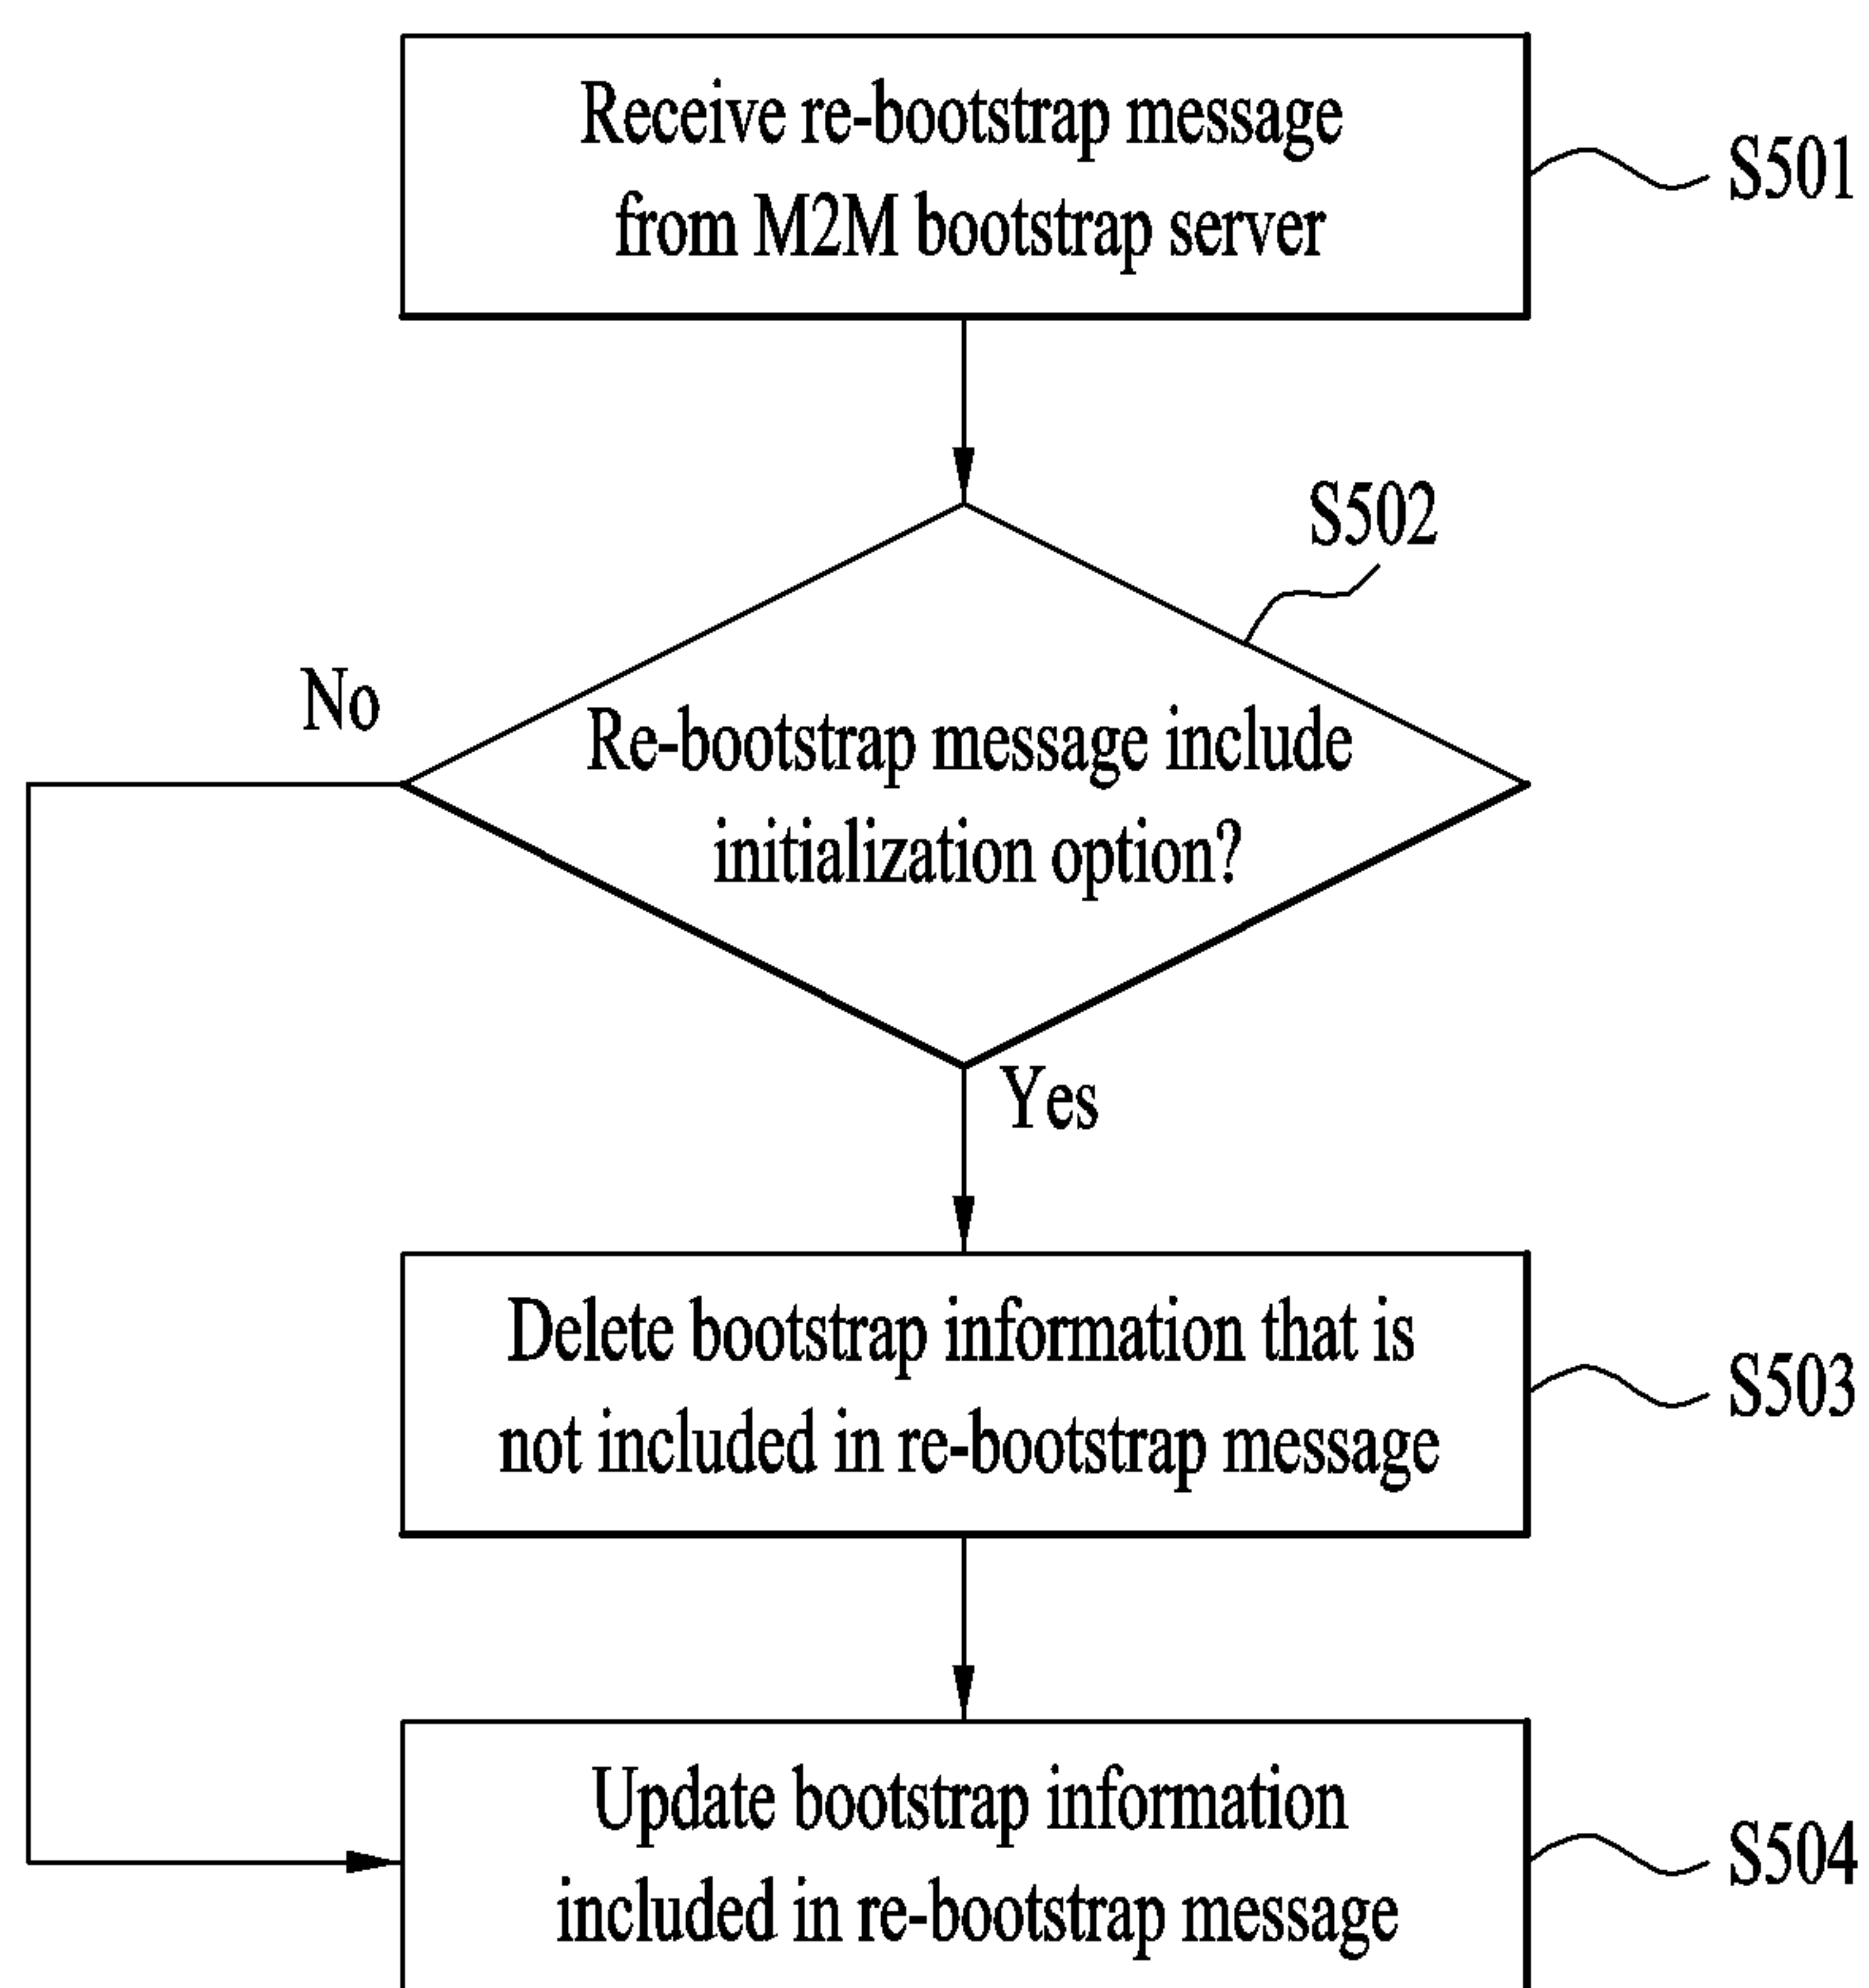 Receive re-bootstrap message
from M2M bootstrap server
S501
S502
No
Re-bootstrap message include
initialization option?
Yes
Delete bootstrap information that is
not included in re-bootstrap message
S503
Update bootstrap information
included in re-bootstrap message
S504